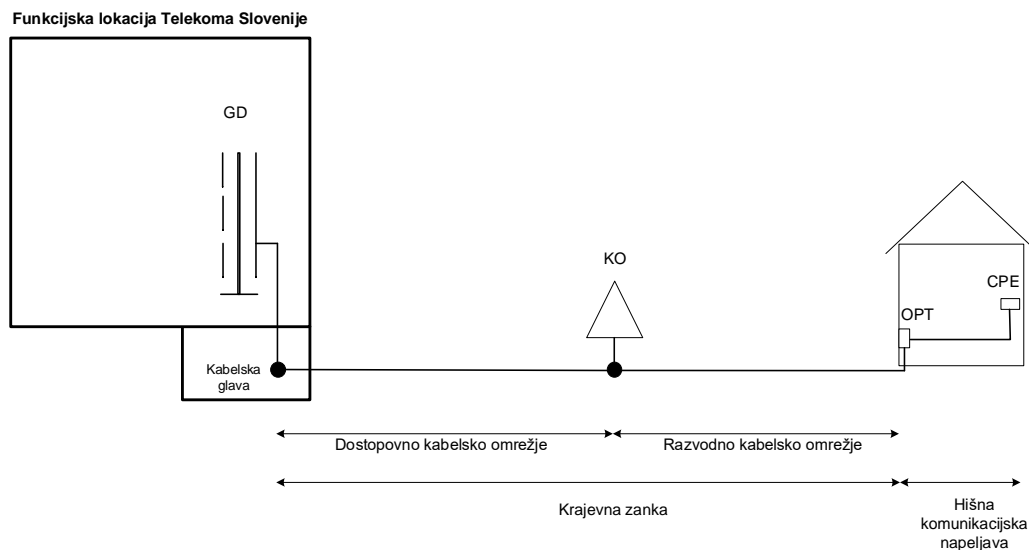 Funkcijska lokacija Telekoma Slovenije
GD
KO
CPE
OPT
Kabelska
glava
Dostopovno kabelsko omrežje
Razvodno kabelsko omrežje
Krajevna zanka
Hišna
komunikacijska
napeljava